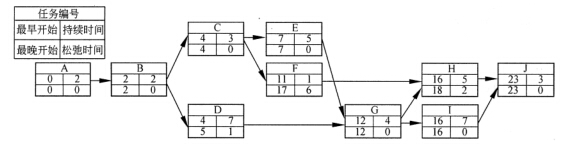 任务编号
最早开始 持续时间
最晚开始 松弛时间
A
0 2
0 0
B
2 2
2 0
C
4 3
4 0
E
7 5
7 0
F
11 1
17 6
D
4 7
5 1
G
12 4
12 0
H
16 5
18 2
I
16 7
16 0
J
23 3
23 0